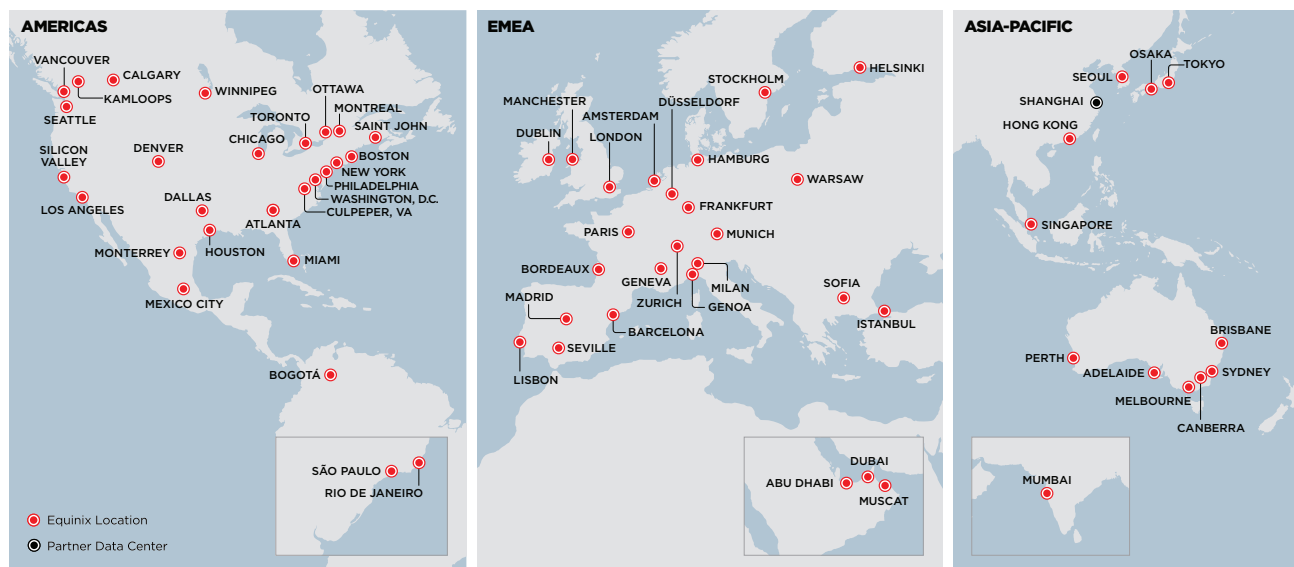 AMERICAS
VANCOUVER
CALGARY
KAMLOOPS
SEATTLE
WINNIPEG
OTTAWA
MONTREAL
TORONTO
SAINT JOHN
CHICAGO
SILICON
VALLEY
DENVER
BOSTON
NEW YORK
PHILADELPHIA
WASHINGTON, D.C.
CULPEPER, VA
LOS ANGELES
DALLAS
ATLANTA
MONTERREY
HOUSTON
MIAMI
MEXICO CITY
BOGOTÁ
SÃO PAULO
RIO DE JANEIRO
Equinix Location
Partner Data Center
EMEA
HELSINKI
STOCKHOLM
MANCHESTER
DÜSSELDORF
AMSTERDAM
DUBLIN
LONDON
HAMBURG
WARSAW
FRANKFURT
PARIS
MUNICH
BORDEAUX
GENEVA
MILAN
SOFIA
MADRID
ZURICH
GENOA
ISTANBUL
BARCELONA
SEVILLE
LISBON
DUBAI
ABU DHABI
MUSCAT
ASIA-PACIFIC
OSAKA
TOKYO
SEOUL
SHANGHAI
HONG KONG
SINGAPORE
BRISBANE
PERTH
ADELAIDE
SYDNEY
MELBOURNE
CANBERRA
MUMBAI